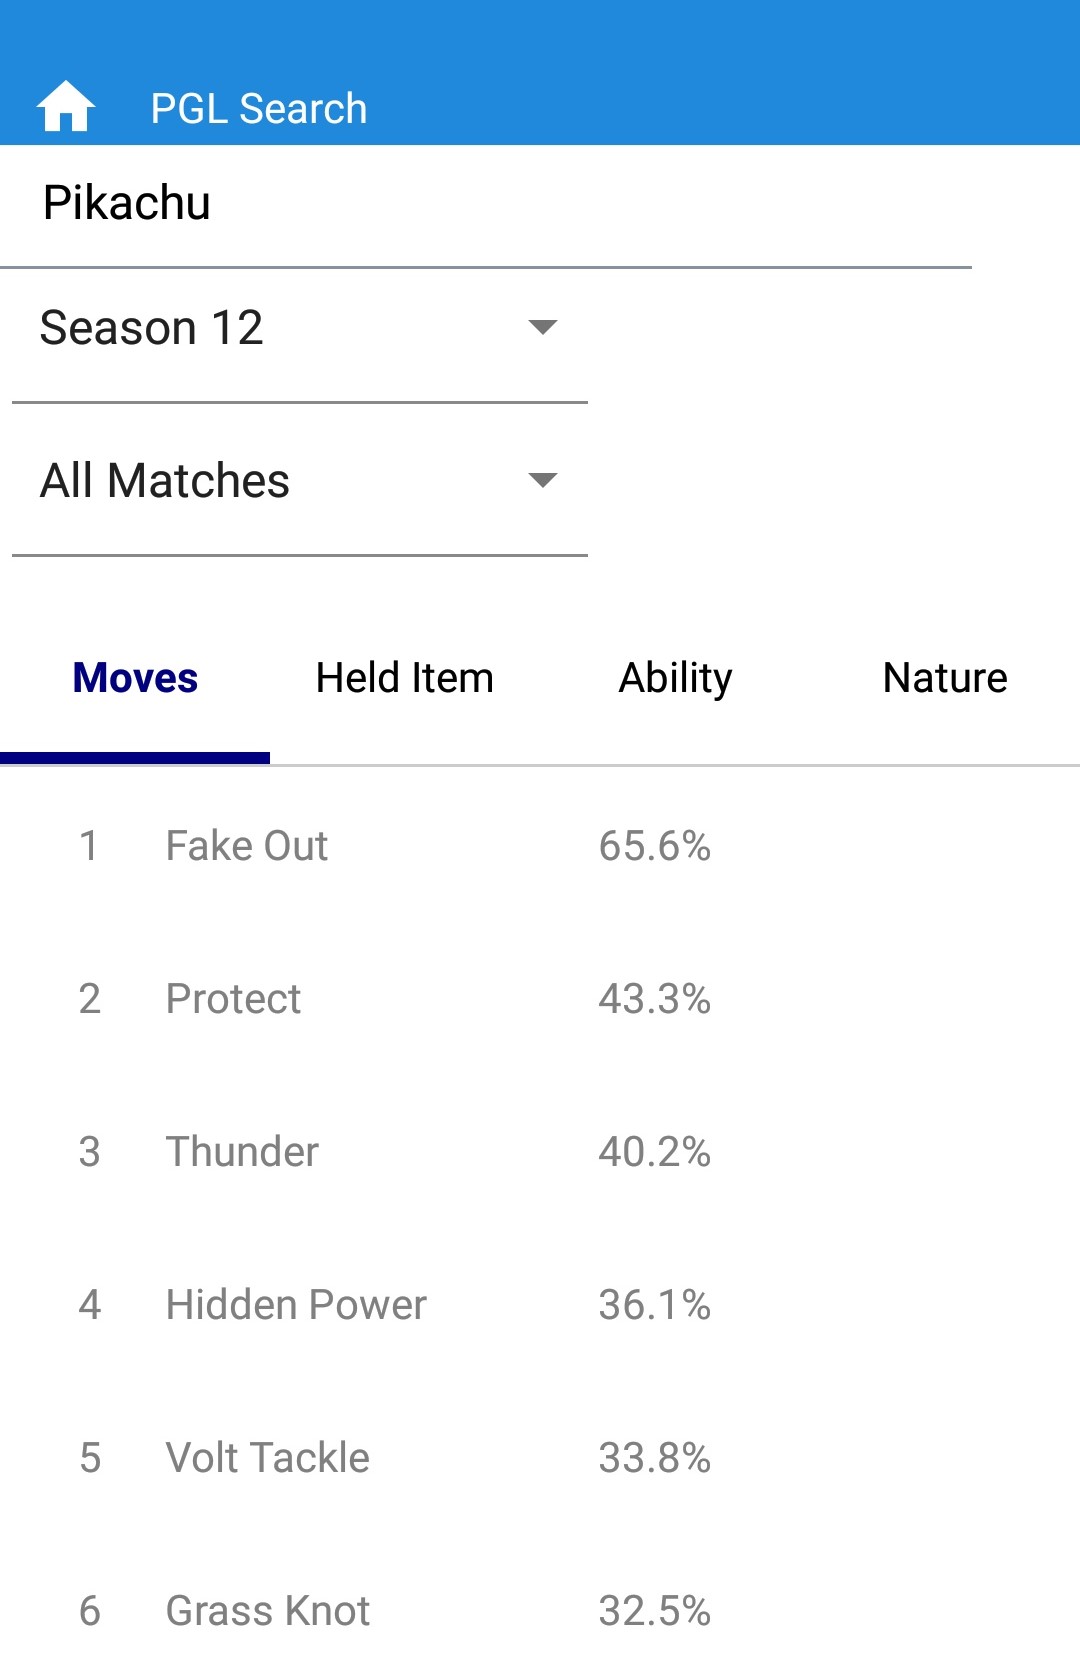 PGL Search
Pikachu
Season 12
All Matches
Moves Held Item Ability Nature
1 Fake Out 65.6%
2 Protect 43.3%
3 Thunder 40.2%
4 Hidden Power 36.1%
5 Volt Tackle 33.8%
6 Grass Knot 32.5%